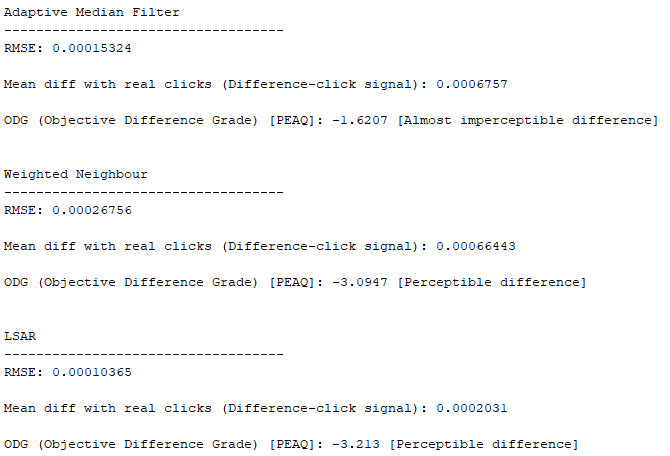 Adaptive Median Filter
-----------------------------------
RMSE: 0.00015324
Mean diff with real clicks (Difference-click signal): 0.0006757
ODG (Objective Difference Grade) [PEAQ]: -1.6207 [Almost imperceptible difference]
Weighted Neighbour
-----------------------------------
RMSE: 0.00026756
Mean diff with real clicks (Difference-click signal): 0.00066443
ODG (Objective Difference Grade) [PEAQ]: -3.0947 [Perceptible difference]
LSAR
-----------------------------------
RMSE: 0.00010365
Mean diff with real clicks (Difference-click signal): 0.0002031
ODG (Objective Difference Grade) [PEAQ]: -3.213 [Perceptible difference]